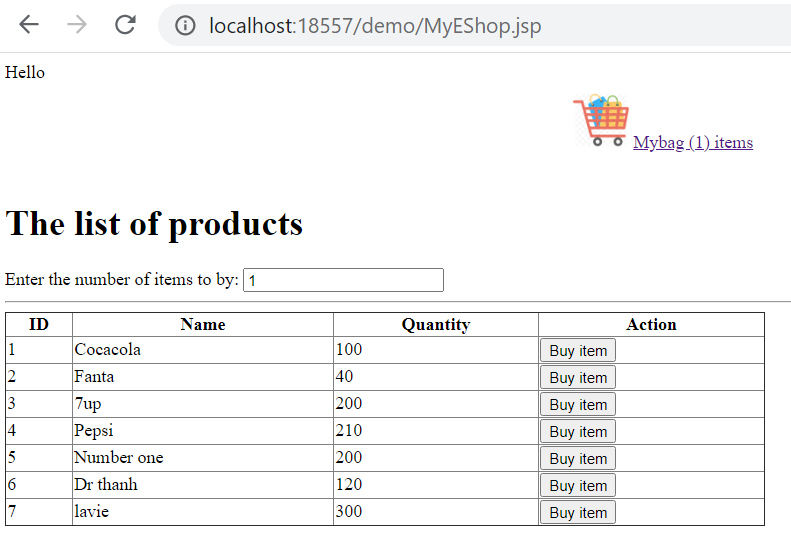 localhost:18557/demo/MyEShop.jsp
Hello
Mybag (1) items
The list of products
Enter the number of items to by: 1
ID Name Quantity Action
1 Cocacola 100 Buy item
2 Fanta 40 Buy item
3 7up 200 Buy item
4 Pepsi 210 Buy item
5 Number one 200 Buy item
6 Dr thanh 120 Buy item
7 lavie 300 Buy item